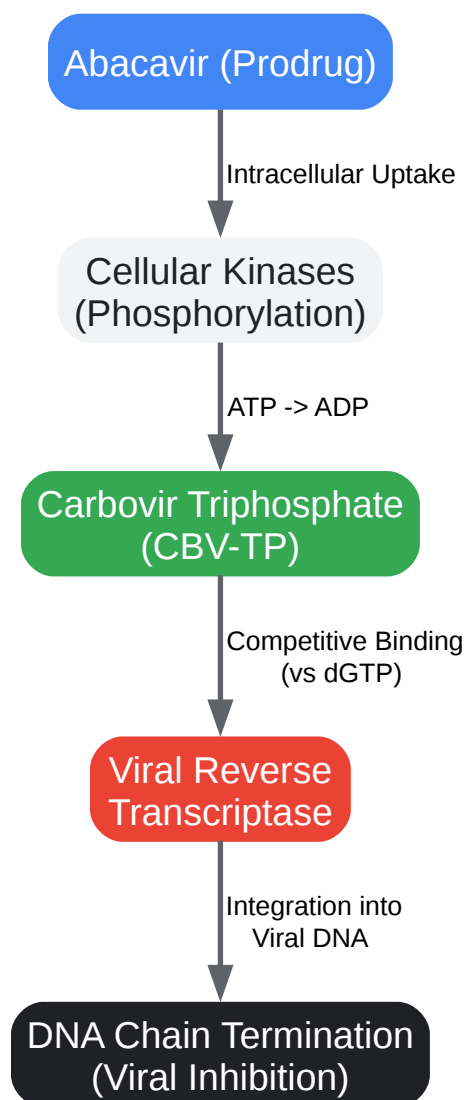 Abacavir (Prodrug)
Intracellular Uptake
Cellular Kinases
(Phosphorylation)
ATP -> ADP
Carbovir Triphosphate
(CBV-TP)
Competitive Binding
(vs dGTP)
Viral Reverse
Transcriptase
Integration into
Viral DNA
DNA Chain Termination
(Viral Inhibition)